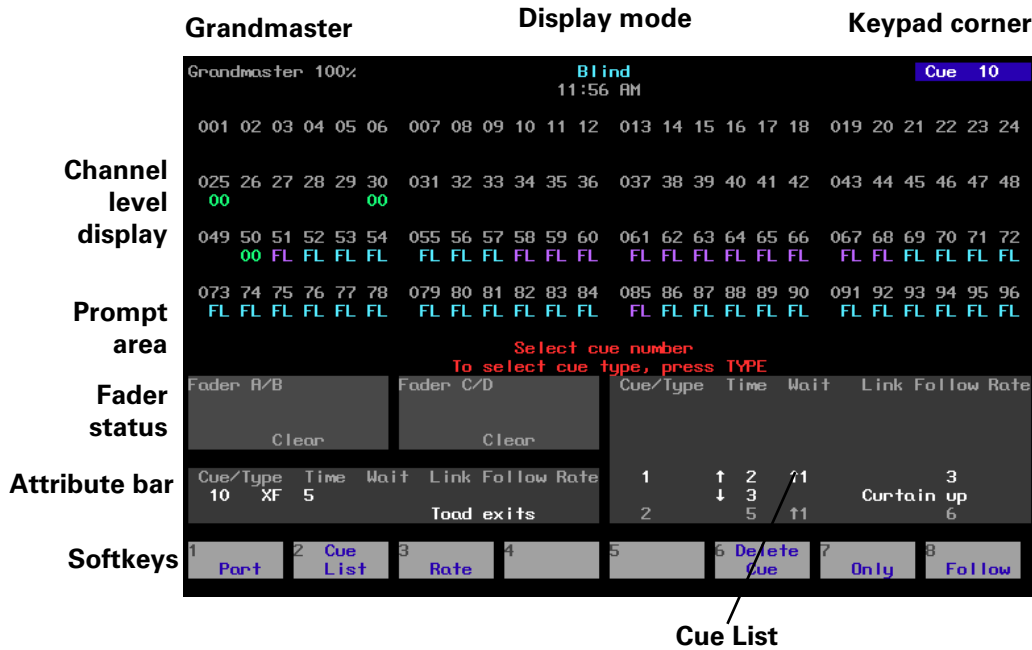 Grandmaster
Display mode
Keypad corner
Grandmaster 100%
Blind
Cue 10
11:56 AM
001 02 03 04 05 06 007 08 09 10 11 12 013 14 15 16 17 18 019 20 21 22 23 24
Channel level display
025 26 27 28 29 30 031 32 33 34 35 36 037 38 39 40 41 42 043 44 45 46 47 48
00 00
049 50 51 52 53 54 055 56 57 58 59 60 061 62 63 64 65 66 067 68 69 70 71 72
00 FL FL FL FL FL FL FL FL FL FL FL FL FL FL FL FL FL FL FL FL FL FL
073 74 75 76 77 78 079 80 81 82 83 84 085 86 87 88 89 90 091 92 93 94 95 96
FL FL FL FL FL FL FL FL FL FL FL FL FL FL FL FL FL FL FL FL FL FL FL FL
Prompt area
Select cue number
To select cue type, press TYPE
Fader status
Fader A/B
Clear
Fader C/D
Clear
Cue/Type Time Wait Link Follow Rate
1 ↑ 2 ↑1 3
↓ 3 Curtain up
2 5 ↑1 6
Attribute bar
Cue/Type Time Wait Link Follow Rate
10 XF 5
Toad exits
Softkeys
1 Part
2 Cue List
3 Rate
4
5
6 Delete Cue
7 Only
8 Follow
Cue List